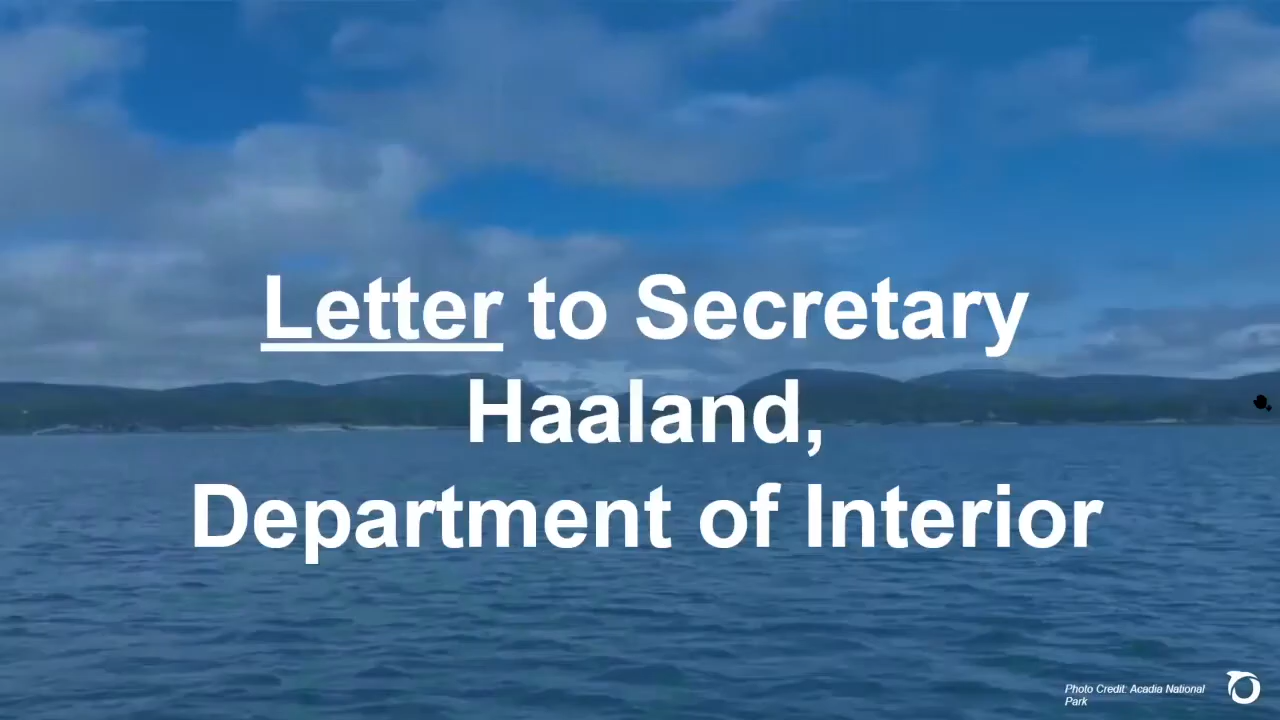 Letter to Secretary
Haaland,
Department of Interior
Photo Credit: Acadia National
Park